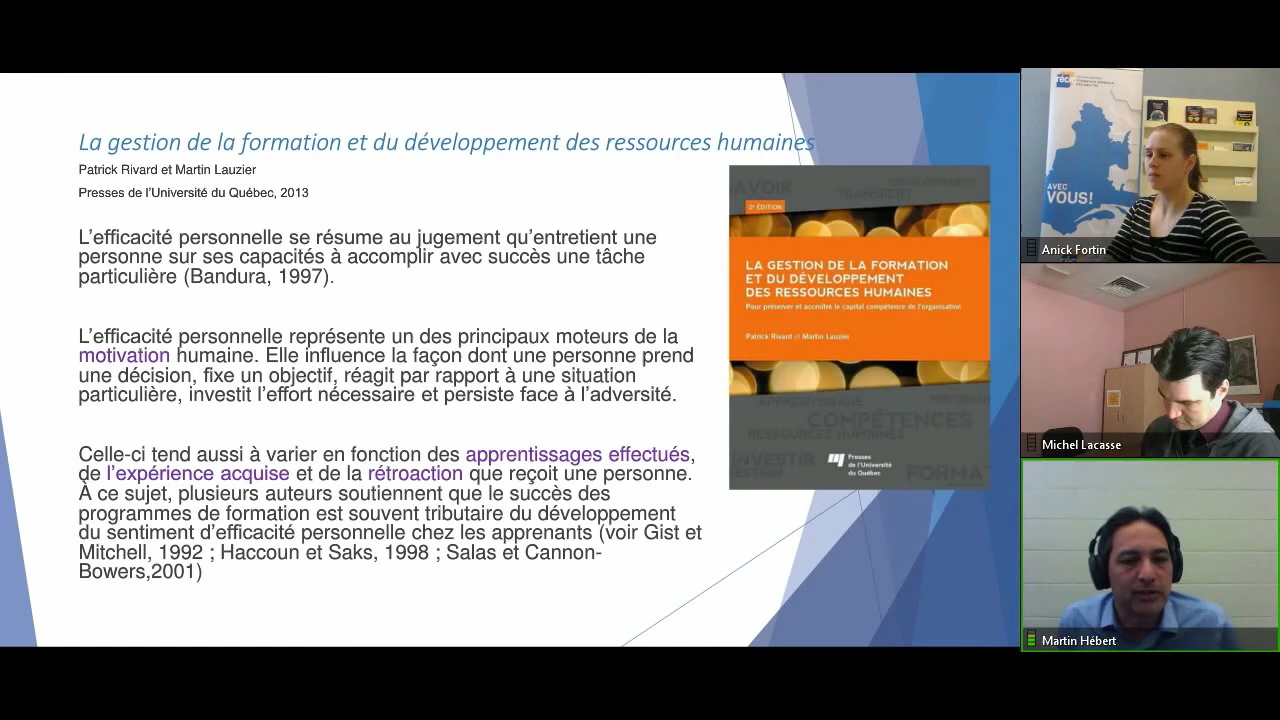 La gestion de la formation et du développement des ressources humaines
Patrick Rivard et Martin Lauzier
Presses de l'Université du Québec, 2013
L'efficacité personnelle se résume au jugement qu'entretient une
personne sur ses capacités à accomplir avec succès une tâche
particulière (Bandura, 1997).
L'efficacité personnelle représente un des principaux moteurs de la
motivation humaine. Elle influence la façon dont une personne prend
une décision, fixe un objectif, réagit par rapport à une situation
particulière, investit l'effort nécessaire et persiste face à l'adversité.
Celle-ci tend aussi à varier en fonction des apprentissages effectués,
de l'expérience acquise et de la rétroaction que reçoit une personne.
À ce sujet, plusieurs auteurs soutiennent que le succès des
programmes de formation est souvent tributaire du développement
du sentiment d'efficacité personnelle chez les apprenants (voir Gist et
Mitchell, 1992 ; Haccoun et Saks, 1998 ; Salas et Cannon-
Bowers,2001)
TRANSFERT
2e ÉDITION
LA GESTION DE LA FORMATION
ET DU DÉVELOPPEMENT
DES RESSOURCES HUMAINES
Pour préserver et accroître le capital compétence de l'organisation
Patrick Rivard et Martin Lauzier
APPRENTISSAGE
COMPÉTENCES
RESSOURCES HUMAINES
INVESTIR
FORMA
Presses
de l'Université
du Québec
récit
AVEC
VOUS!
Anick Fortin
Michel Lacasse
Martin Hébert